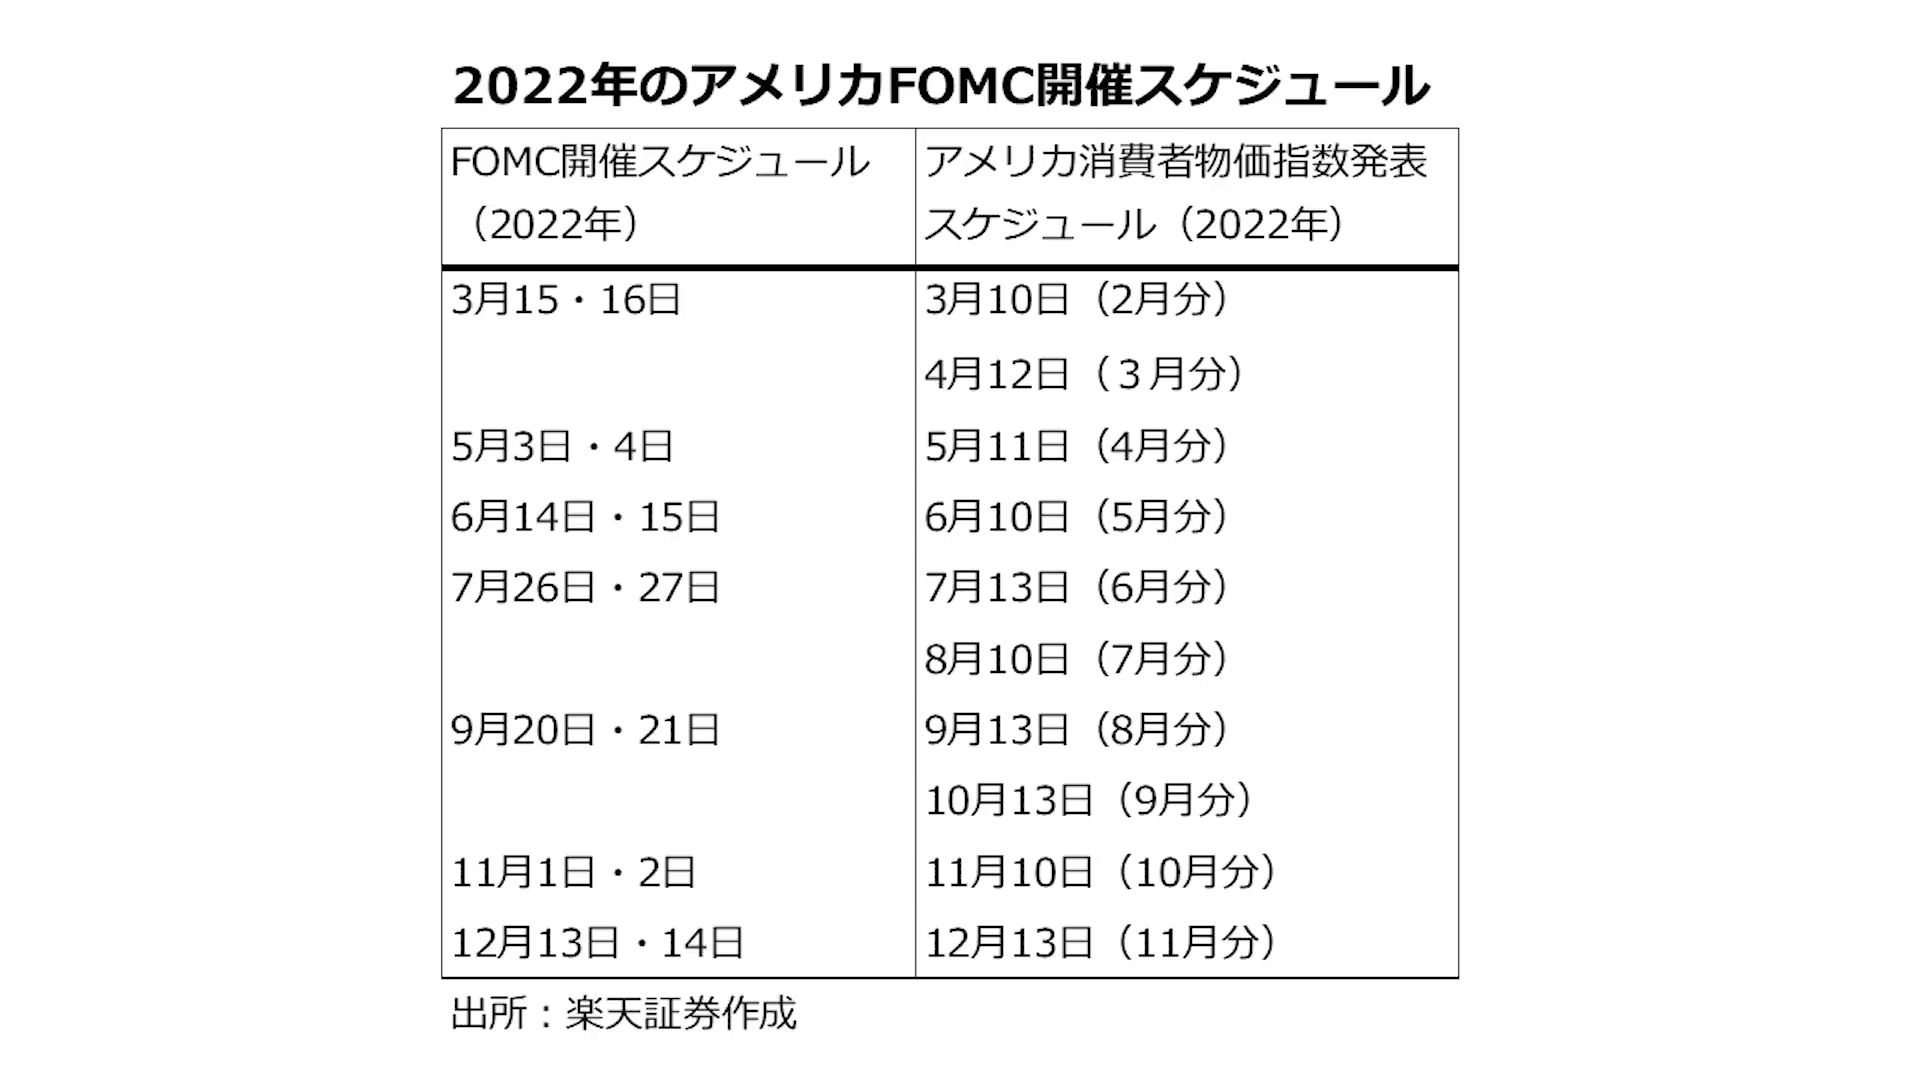 2022年のアメリカFOMC開催スケジュール
FOMC開催スケジュール
（2022年）
アメリカ消費者物価指数発表
スケジュール（2022年）
3月15・16日
3月10日（2月分）
4月12日（３月分）
5月3日・4日
5月11日（4月分）
6月14日・15日
6月10日（5月分）
7月26日・27日
7月13日（6月分）
8月10日（7月分）
9月20日・21日
9月13日（8月分）
10月13日（9月分）
11月1日・2日
11月10日（10月分）
12月13日・14日
12月13日（11月分）
出所：楽天証券作成